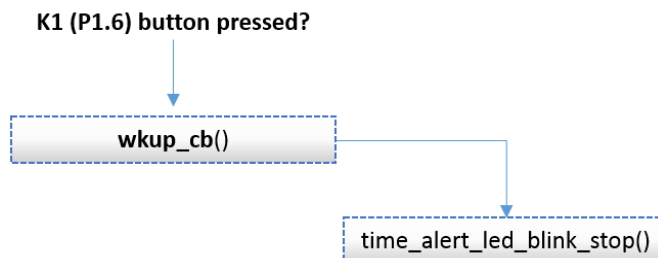 K1 (P1.6) button pressed?
wkup_cb()
time_alert_led_blink_stop()